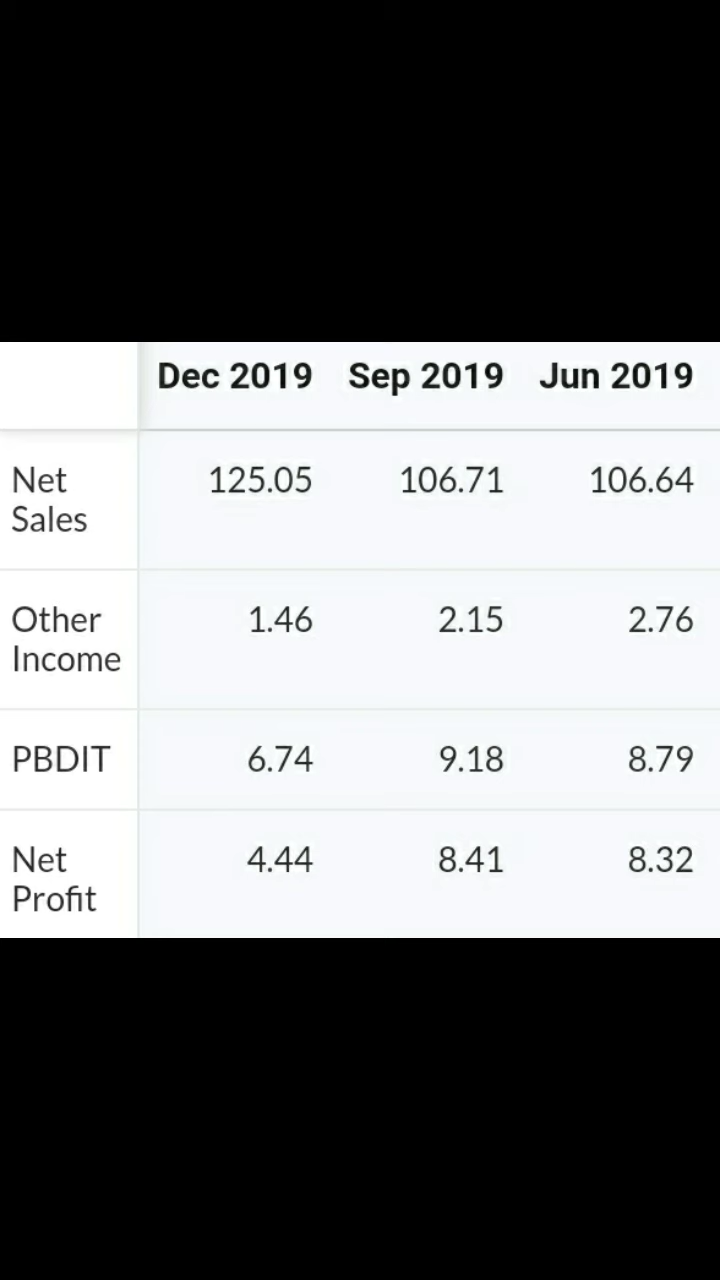 Dec 2019 Sep 2019 Jun 2019
Net
Sales 125.05 106.71 106.64
Other
Income 1.46 2.15 2.76
PBDIT 6.74 9.18 8.79
Net
Profit 4.44 8.41 8.32